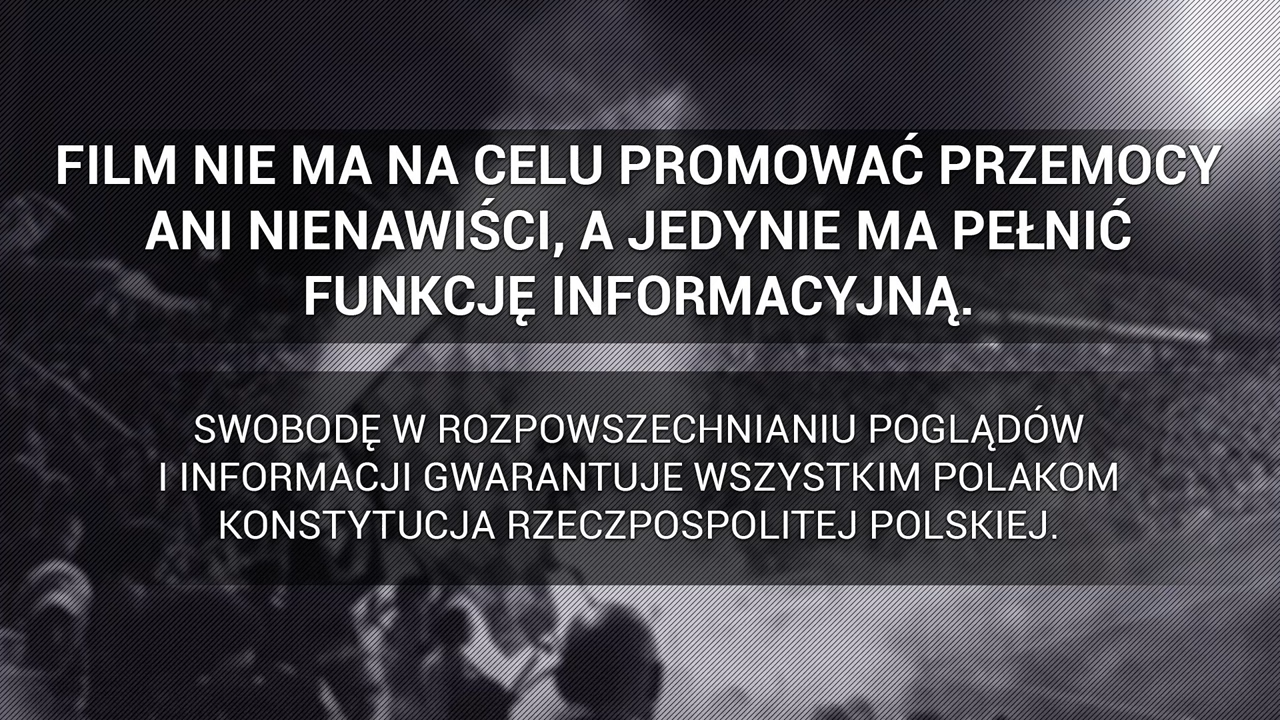 FILM NIE MA NA CELU PROMOWAĆ PRZEMOCY
ANI NIENAWIŚCI, A JEDYNIE MA PEŁNIĆ
FUNKCJĘ INFORMACYJNĄ.
SWOBODĘ W ROZPOWSZECHNIANIU POGLĄDÓW
I INFORMACJI GWARANTUJE WSZYSTKIM POLAKOM
KONSTYTUCJA RZECZPOSPOLITEJ POLSKIEJ.